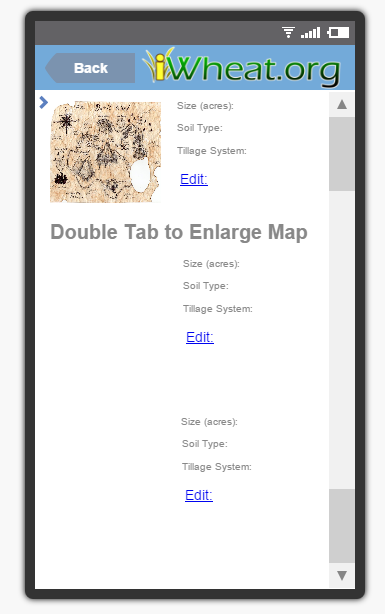 Back
iWheat.org
Size (acres):
Soil Type:
Tillage System:
Edit:
Double Tab to Enlarge Map
Size (acres):
Soil Type:
Tillage System:
Edit:
Size (acres):
Soil Type:
Tillage System:
Edit: